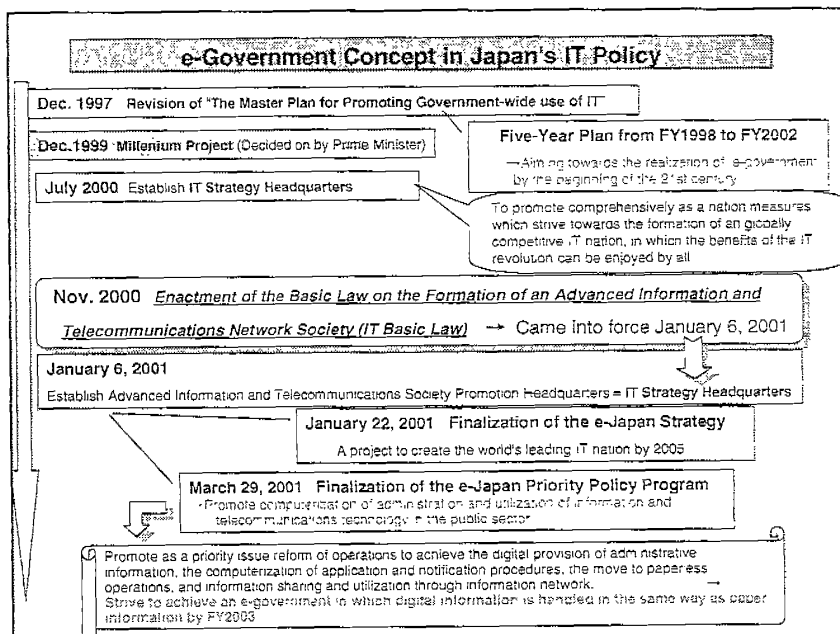 e-Government Concept in Japan's IT Policy
Dec. 1997 Revision of "The Master Plan for Promoting Government-wide use of IT
Five-Year Plan from FY1998 to FY2002
→Aiming towards the realization of e-government
by the beginning of the 21st century
Dec.1999 Millenium Project (Decided on by Prime Minister)
July 2000 Establish IT Strategy Headquarters
To promote comprehensively as a nation measures
which strive towards the formation of an globally
competitive IT nation, in which the benefits of the IT
revolution can be enjoyed by all
Nov. 2000 Enactment of the Basic Law on the Formation of an Advanced Information and
Telecommunications Network Society (IT Basic Law) → Came into force January 6, 2001
January 6, 2001
Establish Advanced Information and Telecommunications Society Promotion Headquarters = IT Strategy Headquarters
January 22, 2001 Finalization of the e-Japan Strategy
A project to create the world's leading IT nation by 2005
March 29, 2001 Finalization of the e-Japan Priority Policy Program
・Promote computerization of administration and utilization of information and
telecommunications technology in the public sector
Promote as a priority issue reform of operations to achieve the digital provision of administrative
information, the computerization of application and notification procedures, the move to paperless
operations, and information sharing and utilization through information network. →
Strive to achieve an e-government in which digital information is handled in the same way as paper
information by FY2003